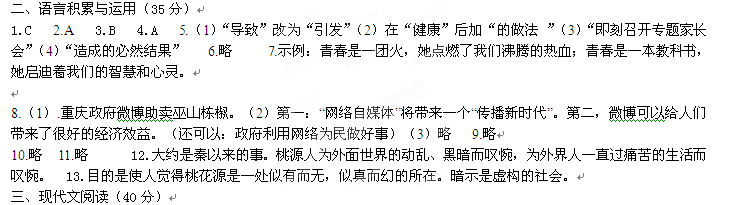 二、语言积累与运用（35 分）
1.C    2.A    3.B    4.A    5.（1）“导致”改为“引发”（2）在“健康”后加“的做法 ”（3）“即刻召开专题家长
会”（4）“造成的必然结果”    6.略    7.示例：青春是一团火，她点燃了我们沸腾的热血；青春是一本教科书，
她启迪着我们的智慧和心灵。
8.（1）.重庆政府微博助卖巫山栋椒。（2）第一：“网络自媒体”将带来一个“传播新时代”。第二，微博可以给人们
带来了很好的经济效益。（还可以：政府利用网络为民做好事）（3）略    9.略
10.略    11.略    12.大约是秦以来的事。桃源人为外面世界的动乱、黑暗而叹惋，为外界人一直过痛苦的生活而
叹惋。    13.目的是使人觉得桃花源是一处似有而无，似真而幻的所在。暗示是虚构的社会。
三、现代文阅读（40 分）